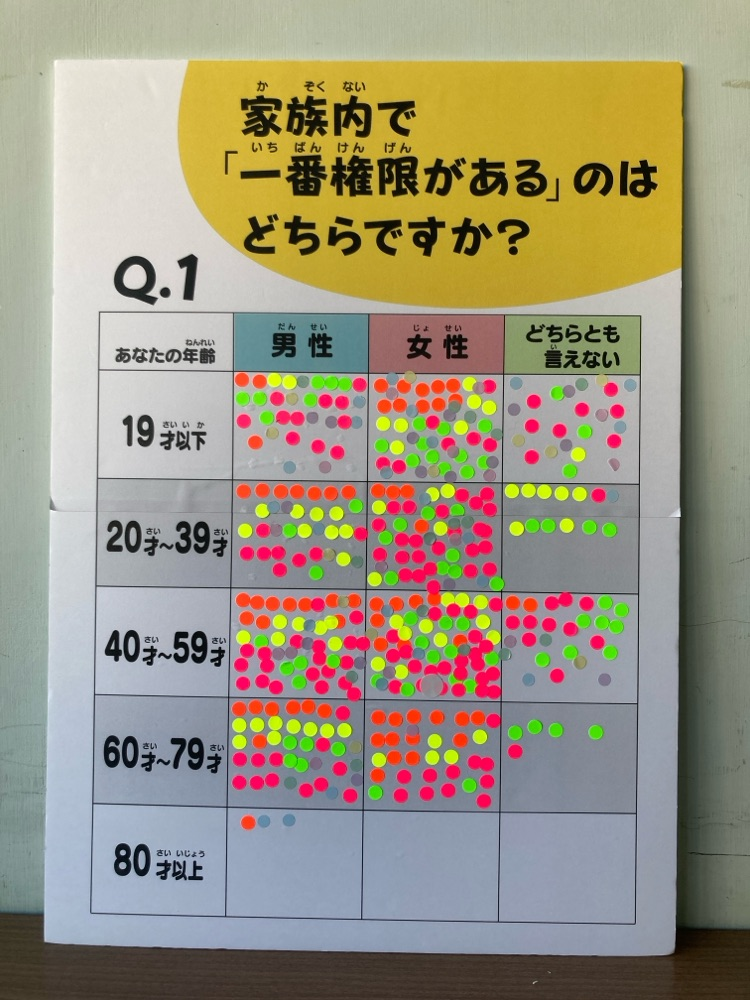 家族内で
「一番権限がある」のは
どちらですか？
Q.1
あなたの年齢
男性
女性
どちらとも
言えない
19才以下
20才~39才
40才~59才
60才~79才
80才以上